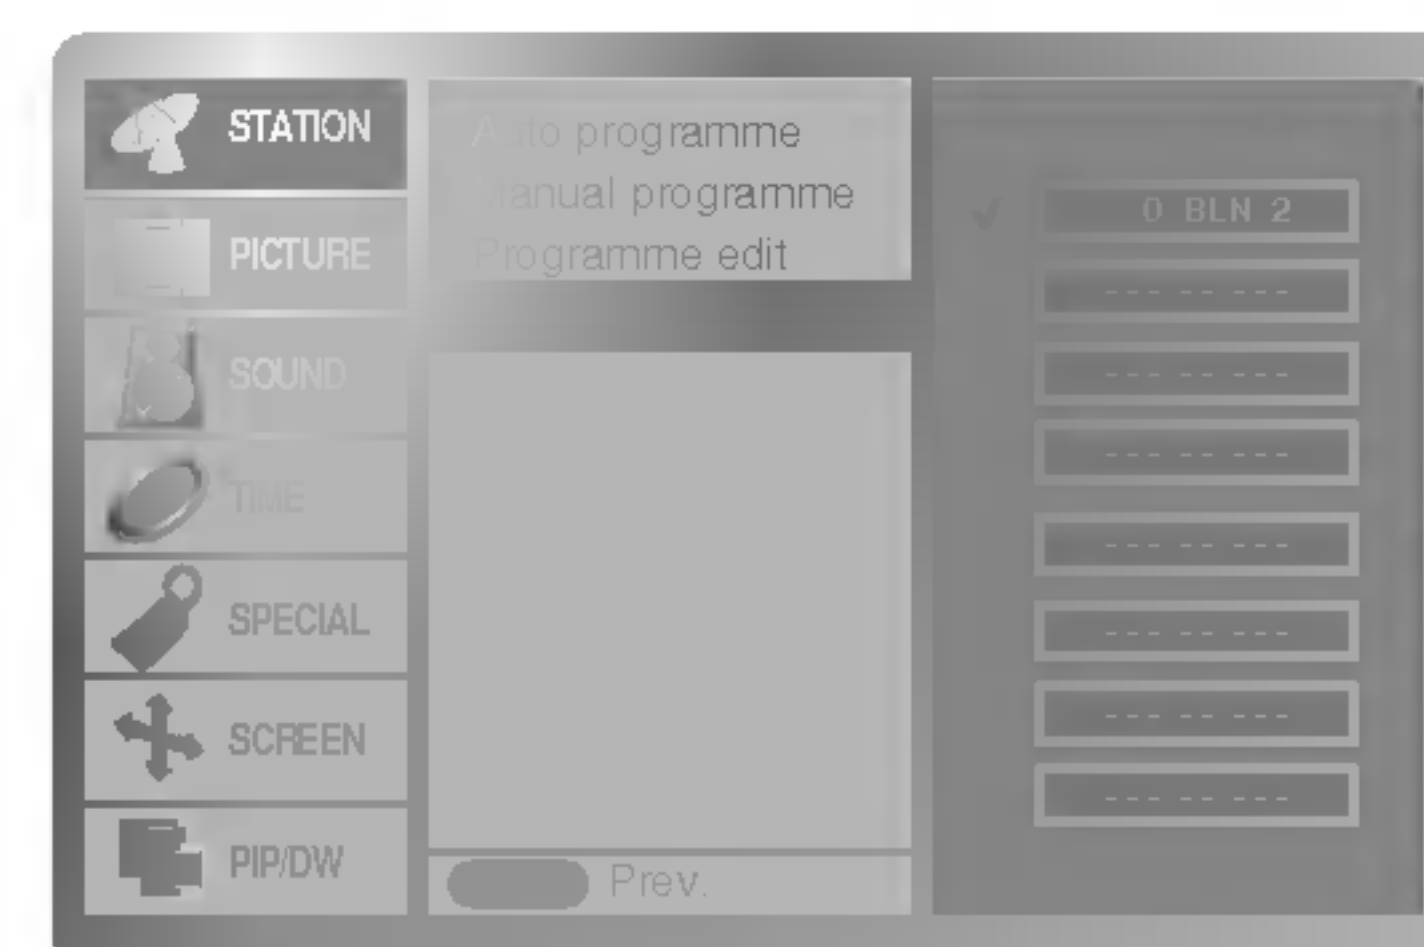 STATION
PICTURE
SOUND
TIME
SPECIAL
SCREEN
PIP/DW
Auto programme
Manual programme
Programme edit
Prev.
0 BLN 2
--- -- ---
--- -- ---
--- -- ---
--- -- ---
--- -- ---
--- -- ---
--- -- ---